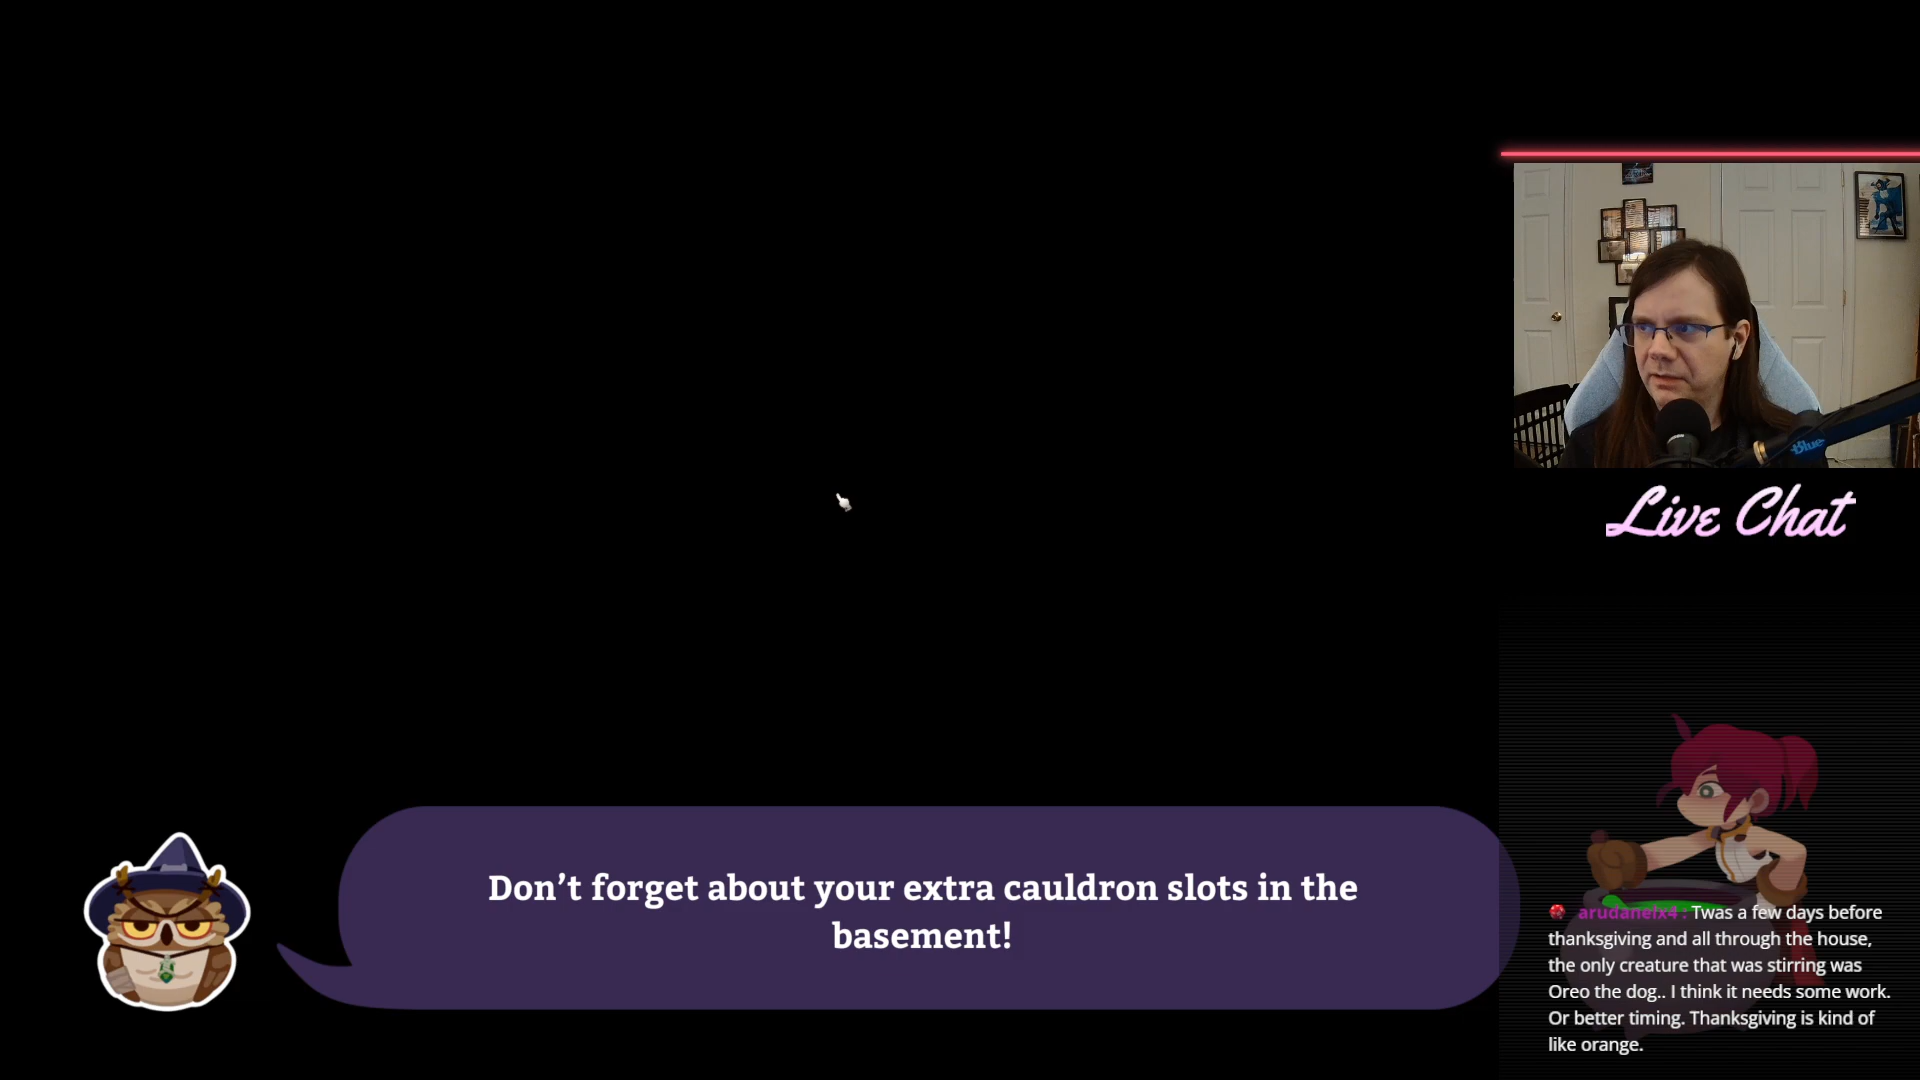 Blue
Live Chat
Don’t forget about your extra cauldron slots in the
basement!
arudanelx4 : Twas a few days before
thanksgiving and all through the house,
the only creature that was stirring was
Oreo the dog.. I think it needs some work.
Or better timing. Thanksgiving is kind of
like orange.